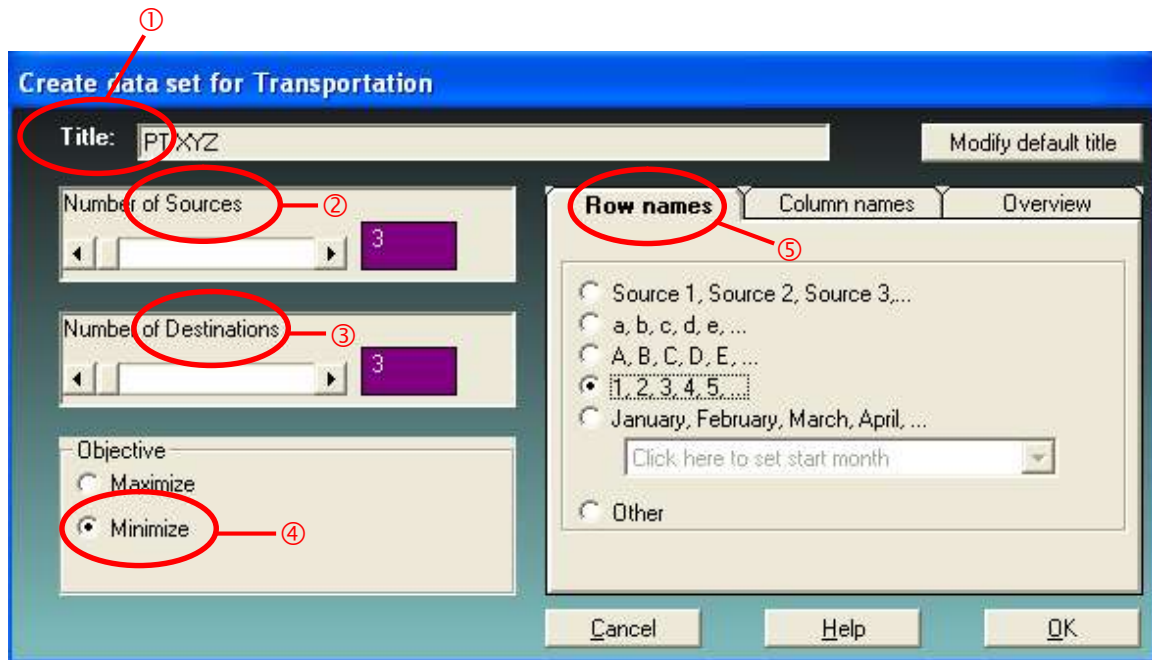 ①
Create data set for Transportation
Title: PT XYZ
Modify default title
Number of Sources ②
3
Number of Destinations ③
3
Objective
Maximize
Minimize ④
Row names Column names Overview
⑤
Source 1, Source 2, Source 3,...
a, b, c, d, e, ...
A, B, C, D, E, ...
1, 2, 3, 4, 5, ...
January, February, March, April, ...
Click here to set start month
Other
Cancel Help OK